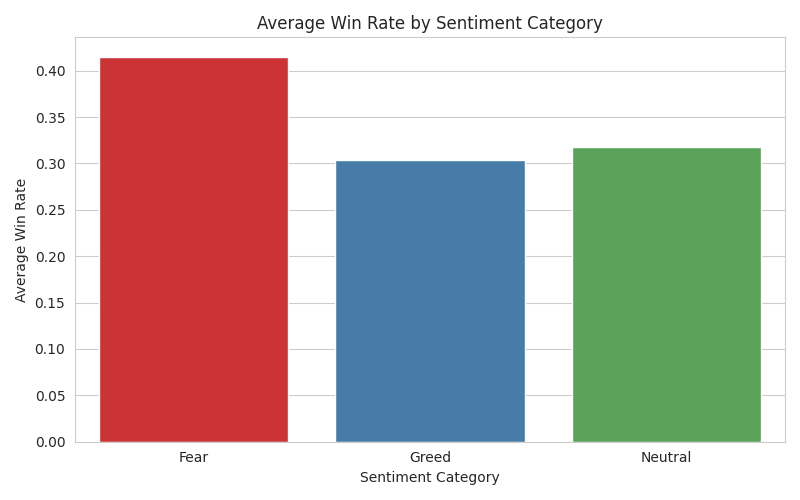 Average Win Rate by Sentiment Category
Average Win Rate
0.40
0.35
0.30
0.25
0.20
0.15
0.10
0.05
0.00
Fear
Greed
Neutral
Sentiment Category